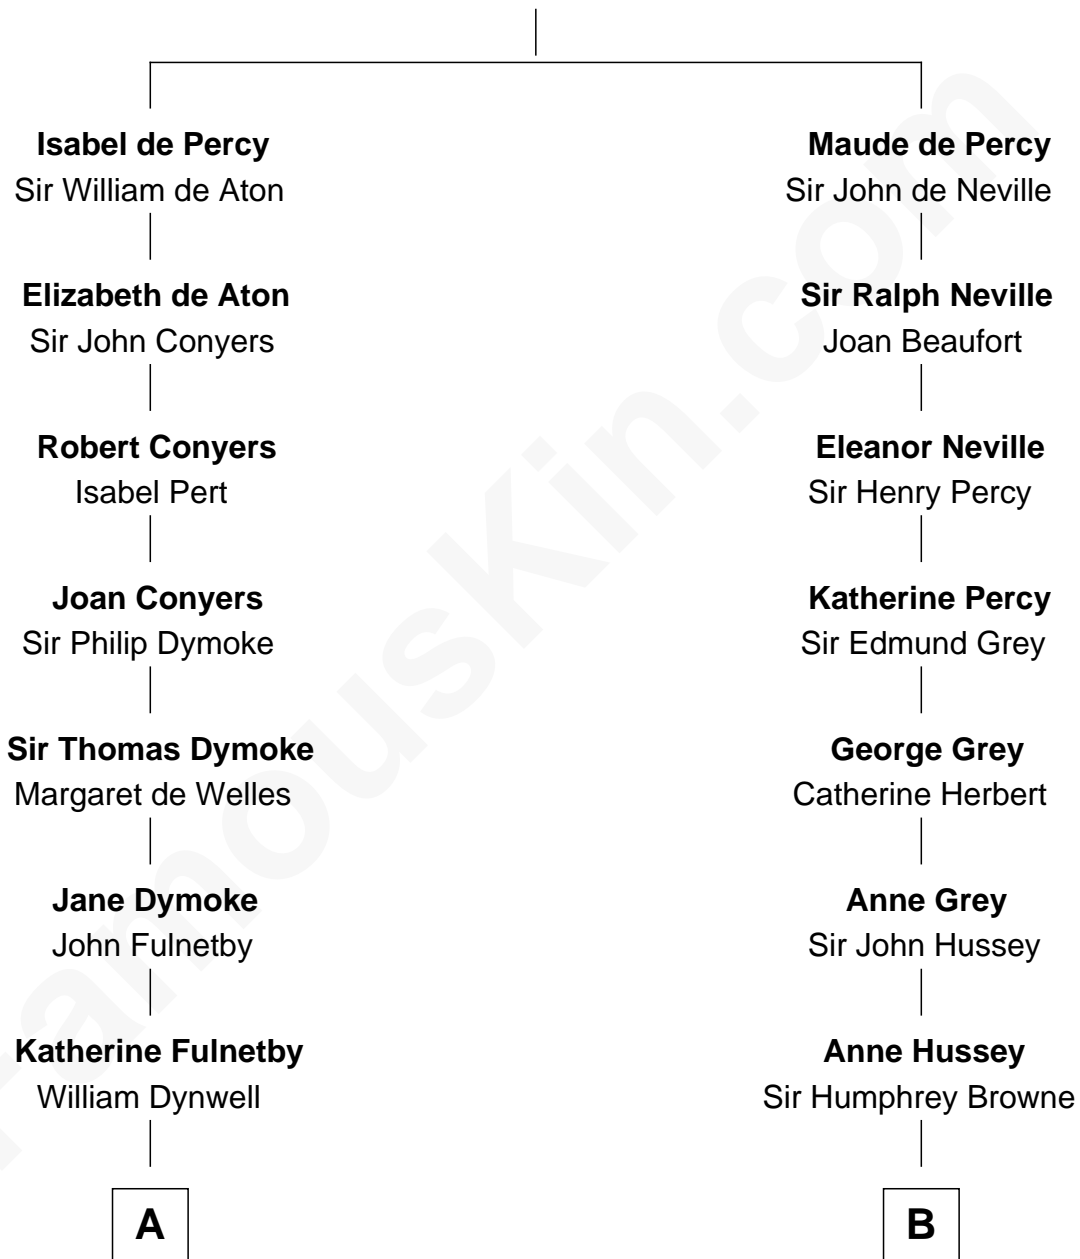 Isabel de Percy
Sir William de Aton
Elizabeth de Aton
Sir John Conyers
Robert Conyers
Isabel Pert
Joan Conyers
Sir Philip Dymoke
Sir Thomas Dymoke
Margaret de Welles
Jane Dymoke
John Fulnetby
Katherine Fulnetby
William Dynwell
A
Maude de Percy
Sir John de Neville
Sir Ralph Neville
Joan Beaufort
Eleanor Neville
Sir Henry Percy
Katherine Percy
Sir Edmund Grey
George Grey
Catherine Herbert
Anne Grey
Sir John Hussey
Anne Hussey
Sir Humphrey Browne
B
FamousKin.com